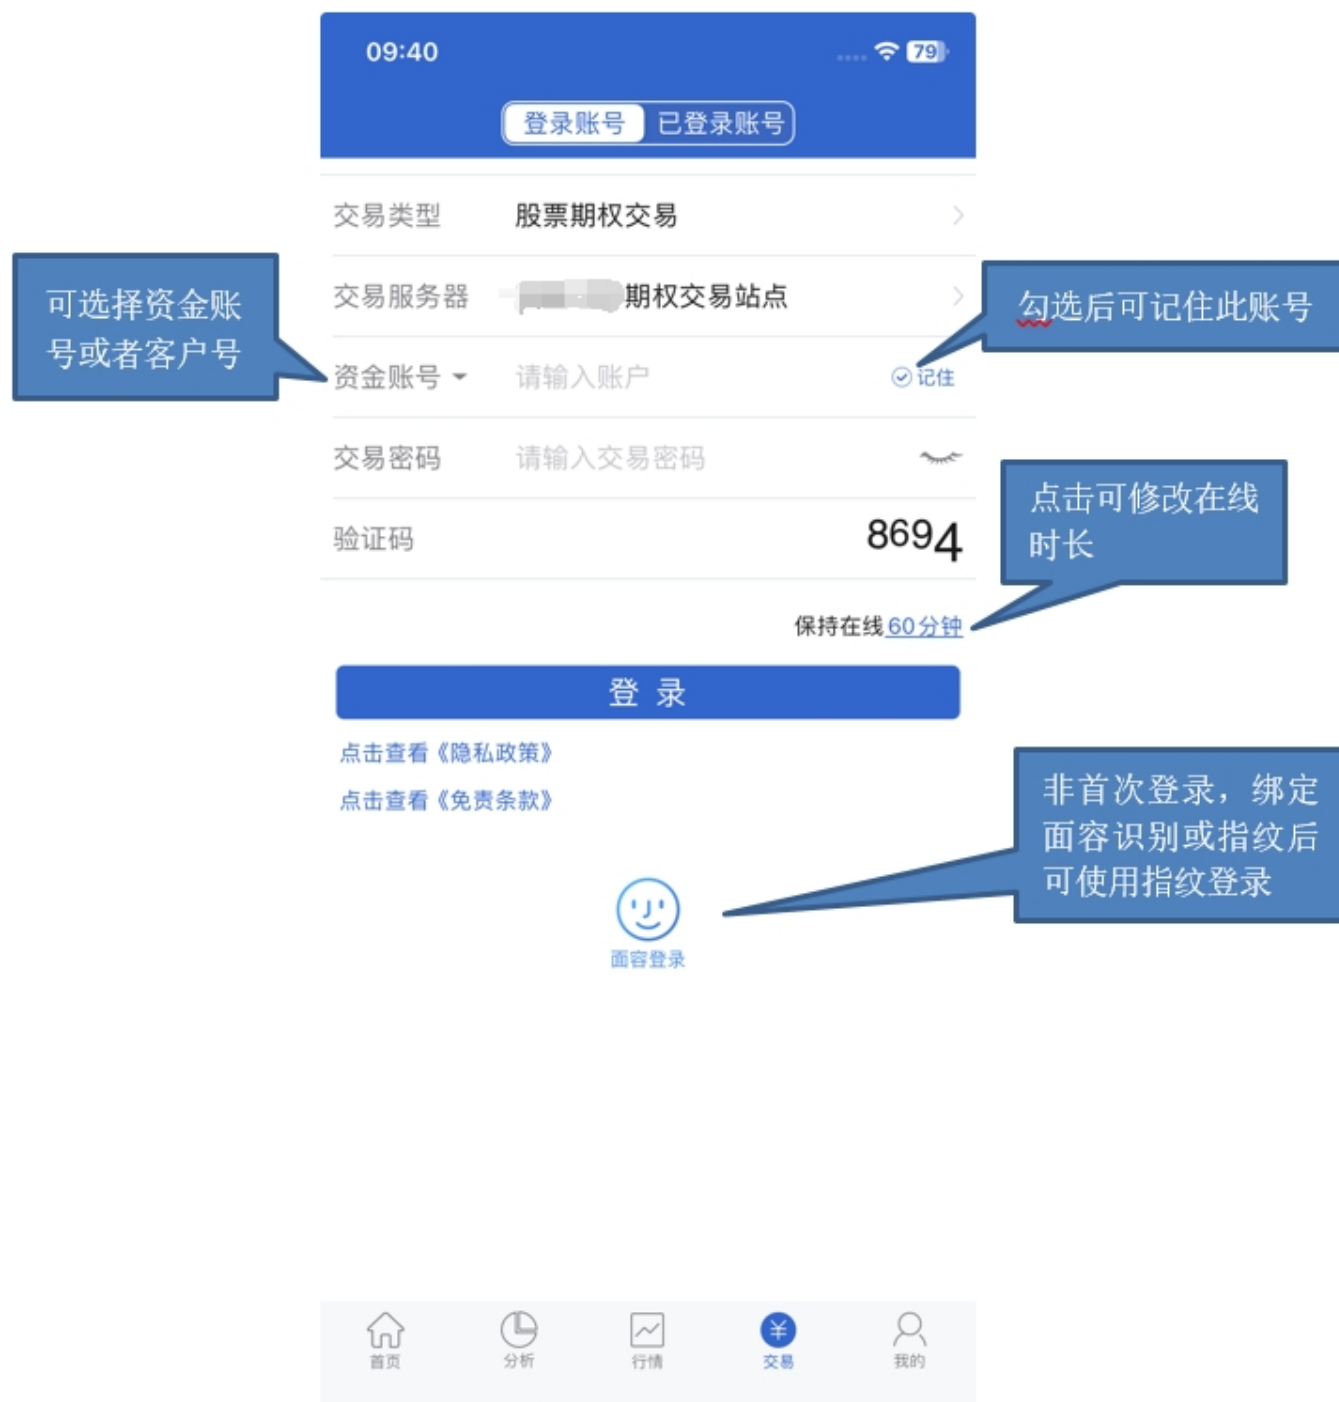 09:40
79
登录账号 已登录账号
交易类型 股票期权交易
交易服务器 期权交易站点
可选择资金账
号或者客户号
勾选后可记住此账号
资金账号 请输入账户 记住
交易密码 请输入交易密码
点击可修改在线
时长
验证码 8694
保持在线60分钟
登 录
点击查看《隐私政策》
点击查看《免责条款》
非首次登录，绑定
面容识别或指纹后
可使用指纹登录
面容登录
首页 分析 行情 ¥ 交易 我的